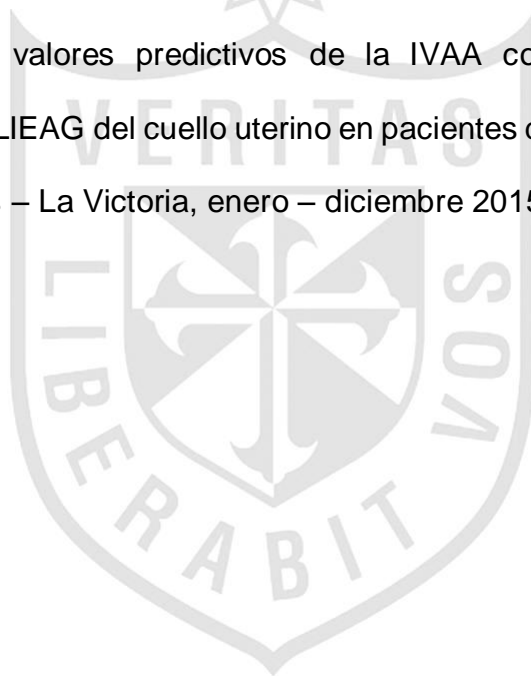 valores predictivos de la IVAA co
LIEAG del cuello uterino en pacientes
– La Victoria, enero – diciembre 2015
VERITAS
LIBERABIT VOS